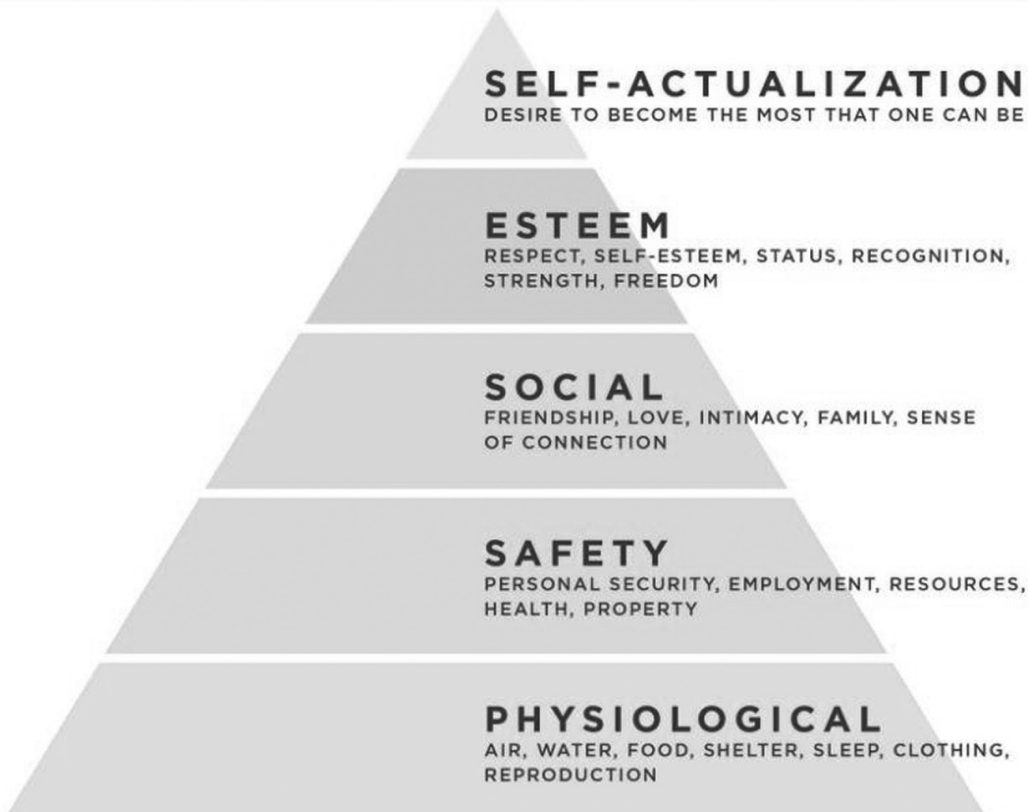 SELF-ACTUALIZATION
DESIRE TO BECOME THE MOST THAT ONE CAN BE
ESTEEM
RESPECT, SELF-ESTEEM, STATUS, RECOGNITION,
STRENGTH, FREEDOM
SOCIAL
FRIENDSHIP, LOVE, INTIMACY, FAMILY, SENSE
OF CONNECTION
SAFETY
PERSONAL SECURITY, EMPLOYMENT, RESOURCES,
HEALTH, PROPERTY
PHYSIOLOGICAL
AIR, WATER, FOOD, SHELTER, SLEEP, CLOTHING,
REPRODUCTION